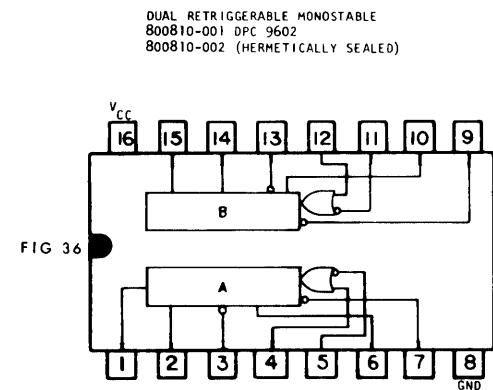 DUAL RETRIGGERABLE MONOSTABLE
800810-001 DPC 9602
800810-002 (HERMETICALLY SEALED)
VCC
16 15 14 13 12 11 10 9
B
FIG 36
A
1 2 3 4 5 6 7 8
GND